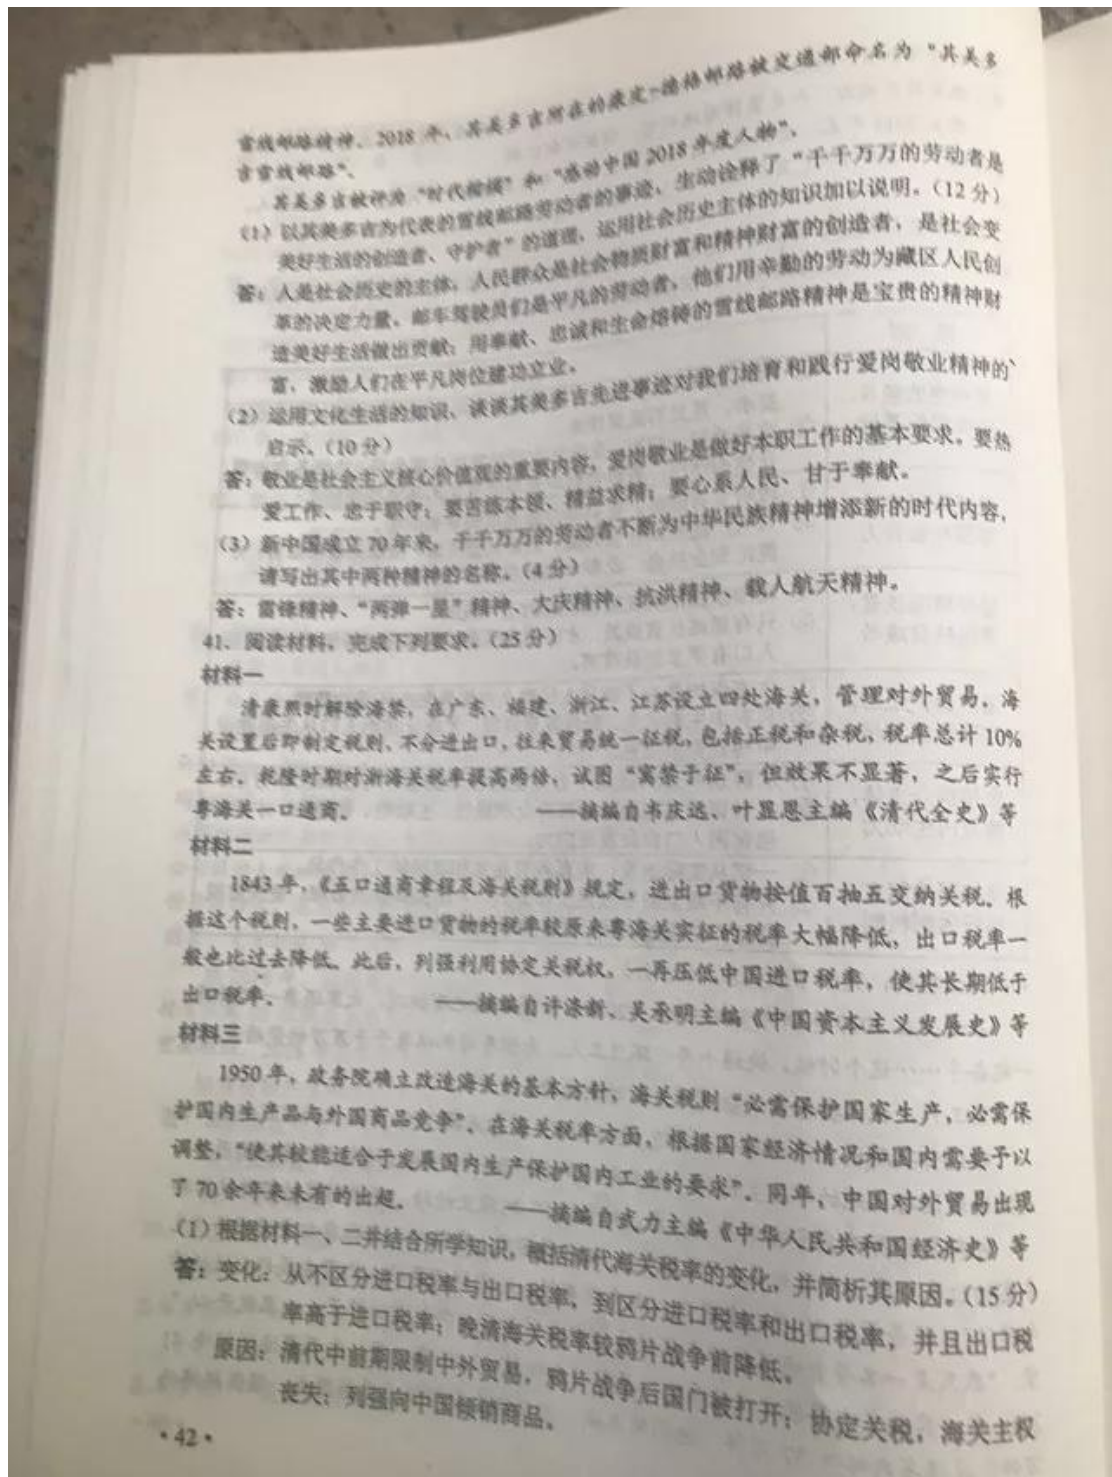 雪线邮路精神。2018 年，其美多吉所在的康定-德格邮路被交通部命名为“其美多
吉雪线邮路”。
其美多吉被评为“时代楷模”和“感动中国 2018 年度人物”。
（1）以其美多吉为代表的雪线邮路劳动者的事迹，生动诠释了“千千万万的劳动者是
美好生活的创造者、守护者”的道理，运用社会历史主体的知识加以说明。（12 分）
答：人是社会历史的主体，人民群众是社会物质财富和精神财富的创造者，是社会变
革的决定力量。邮车驾驶员们是平凡的劳动者，他们用辛勤的劳动为藏区人民创
造美好生活做出贡献；用奉献、忠诚和生命熔铸的雪线邮路精神是宝贵的精神财
富，激励人们在平凡岗位建功立业。
（2）运用文化生活的知识，谈谈其美多吉先进事迹对我们培育和践行爱岗敬业精神的
启示。（10 分）
答：敬业是社会主义核心价值观的重要内容，爱岗敬业是做好本职工作的基本要求。要热
爱工作、忠于职守；要苦练本领、精益求精；要心系人民、甘于奉献。
（3）新中国成立 70 年来，千千万万的劳动者不断为中华民族精神增添新的时代内容，
请写出其中两种精神的名称。（4 分）
答：雷锋精神、“两弹一星”精神、大庆精神、抗洪精神、载人航天精神。
41．阅读材料，完成下列要求。（25 分）
材料一
清康熙时解除海禁，在广东、福建、浙江、江苏设立四处海关，管理对外贸易。海
关设置后即制定税则，不分进出口，往来贸易统一征税，包括正税和杂税，税率总计 10%
左右。乾隆时期对浙海关税率提高两倍，试图“寓禁于征”，但效果不显著，之后实行
粤海关一口通商。 ——摘编自韦庆远、叶显恩主编《清代全史》等
材料二
1843 年，《五口通商章程及海关税则》规定，进出口货物按值百抽五交纳关税。根
据这个税则，一些主要进口货物的税率较原来粤海关实征的税率大幅降低，出口税率一
般也比过去降低。此后，列强利用协定关税权，一再压低中国进口税率，使其长期低于
出口税率。 ——摘编自许涤新、吴承明主编《中国资本主义发展史》等
材料三
1950 年，政务院确立改造海关的基本方针，海关税则“必需保护国家生产，必需保
护国内生产品与外国商品竞争”。在海关税率方面，根据国家经济情况和国内需要予以
调整，“使其较能适合于发展国内生产保护国内工业的要求”。同年，中国对外贸易出现
了 70 余年来未有的出超。 ——摘编自武力主编《中华人民共和国经济史》等
（1）根据材料一、二并结合所学知识，概括清代海关税率的变化，并简析其原因。（15 分）
答：变化：从不区分进口税率与出口税率，到区分进口税率和出口税率，并且出口税
率高于进口税率；晚清海关税率较鸦片战争前降低。
原因：清代中前期限制中外贸易，鸦片战争后国门被打开；协定关税，海关主权
丧失；列强向中国倾销商品。
·42·